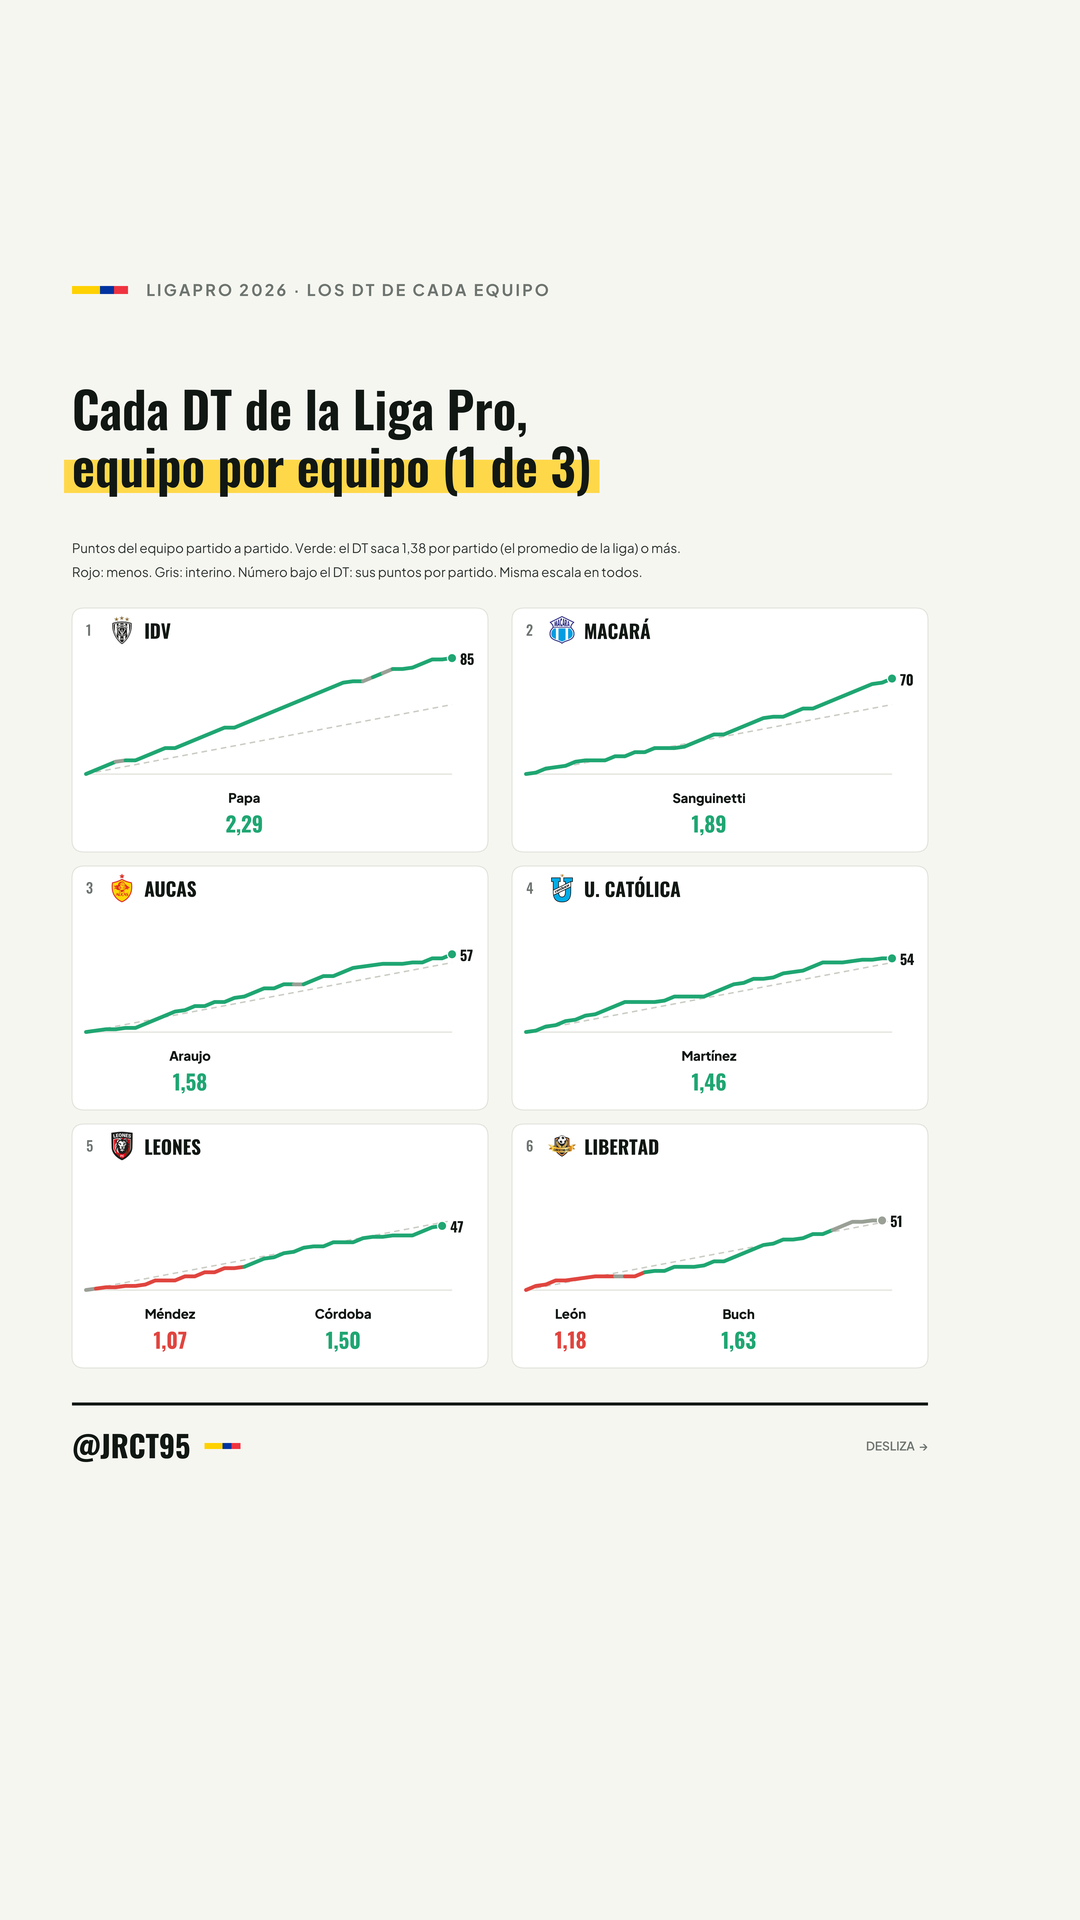 LIGAPRO 2026 · LOS DT DE CADA EQUIPO
Cada DT de la Liga Pro,
equipo por equipo (1 de 3)
Puntos del equipo partido a partido. Verde: el DT saca 1,38 por partido (el promedio de la liga) o más.
Rojo: menos. Gris: interino. Número bajo el DT: sus puntos por partido. Misma escala en todos.
1 IDV
85
Papa
2,29
2 MACARÁ
70
Sanguinetti
1,89
3 AUCAS
57
Araujo
1,58
4 U. CATÓLICA
54
Martínez
1,46
5 LEONES
47
Méndez Córdoba
1,07 1,50
6 LIBERTAD
51
León Buch
1,18 1,63
@JRCT95
DESLIZA →